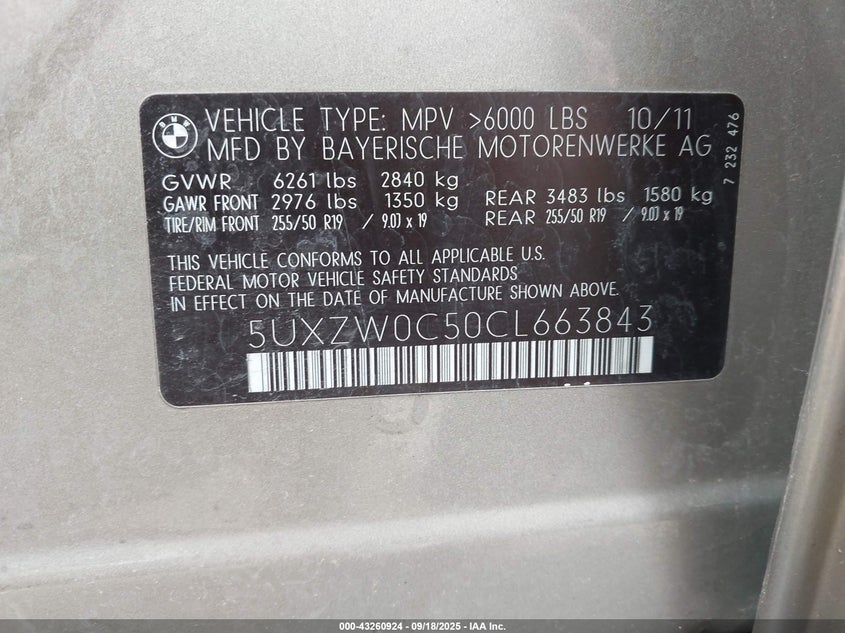 BMW
VEHICLE TYPE: MPV >6000 LBS 10/11
MFD BY BAYERISCHE MOTORENWERKE AG
GVWR 6261 lbs 2840 kg
GAWR FRONT 2976 lbs 1350 kg REAR 3483 lbs 1580 kg
TIRE/RIM FRONT 255/50 R19 / 9.0J x 19 REAR 255/50 R19 / 9.0J x 19
THIS VEHICLE CONFORMS TO ALL APPLICABLE U.S.
FEDERAL MOTOR VEHICLE SAFETY STANDARDS
IN EFFECT ON THE DATE OF MANUFACTURE SHOWN ABOVE.
5UXZW0C50CL663843
7 232 476
000-43260924 - 09/18/2025 - IAA Inc.